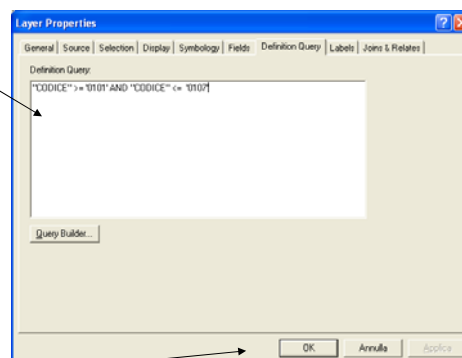 Layer Properties
General Source Selection Display Symbology Fields Definition Query Labels Joins & Relates
Definition Query:
"CODICE" >= '0101' AND "CODICE" <= '0107'
Query Builder...
OK Annulla Applica